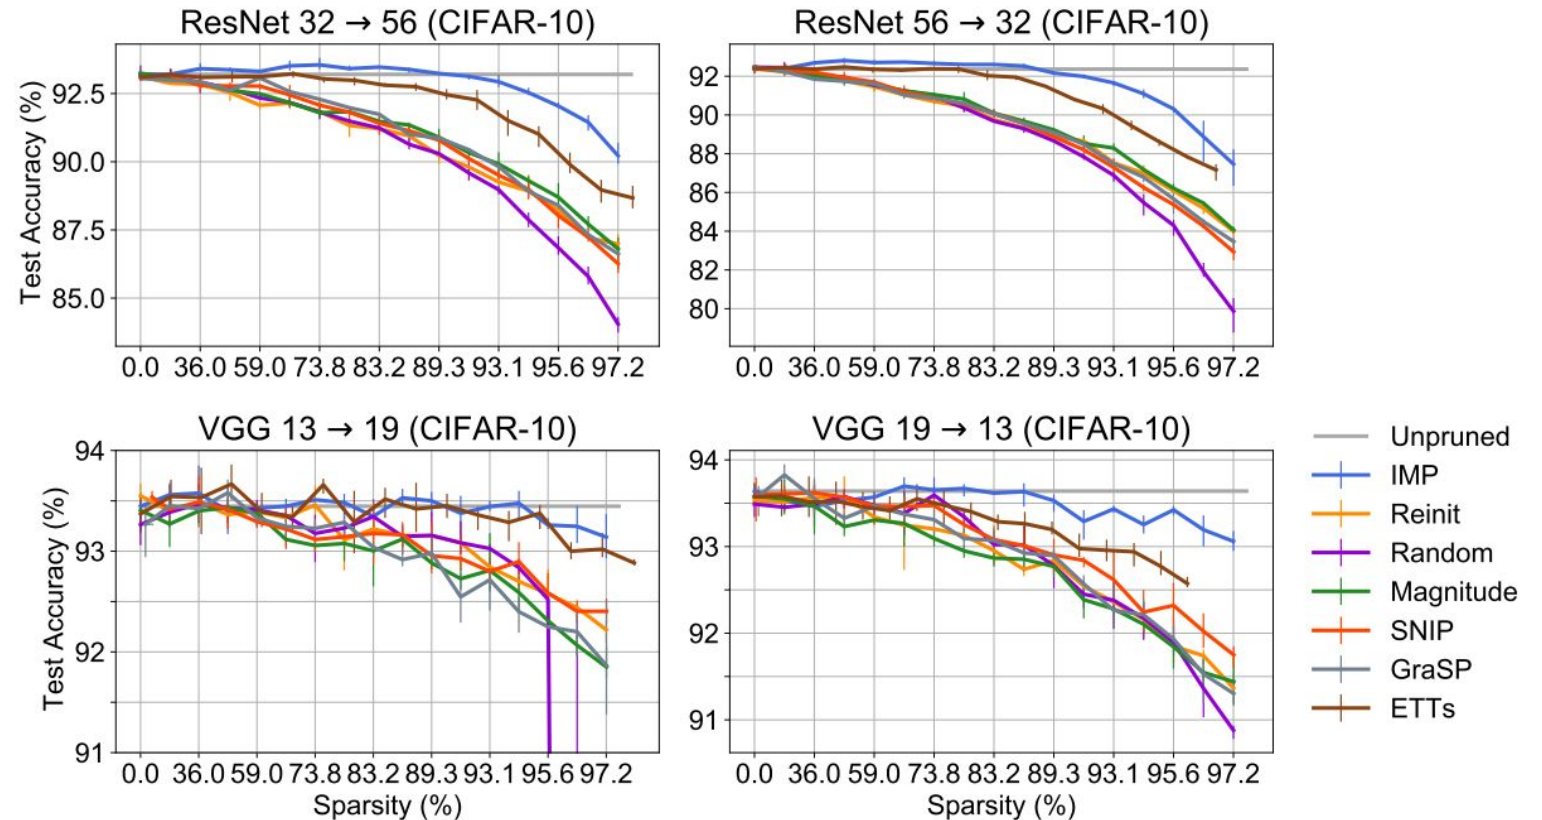 ResNet 32 → 56 (CIFAR-10)
Test Accuracy (%)
92.5
90.0
87.5
85.0
0.0 36.0 59.0 73.8 83.2 89.3 93.1 95.6 97.2
ResNet 56 → 32 (CIFAR-10)
92
90
88
86
84
82
80
0.0 36.0 59.0 73.8 83.2 89.3 93.1 95.6 97.2
VGG 13 → 19 (CIFAR-10)
Test Accuracy (%)
94
93
92
91
0.0 36.0 59.0 73.8 83.2 89.3 93.1 95.6 97.2
Sparsity (%)
VGG 19 → 13 (CIFAR-10)
94
93
92
91
0.0 36.0 59.0 73.8 83.2 89.3 93.1 95.6 97.2
Sparsity (%)
Unpruned
IMP
Reinit
Random
Magnitude
SNIP
GraSP
ETTs